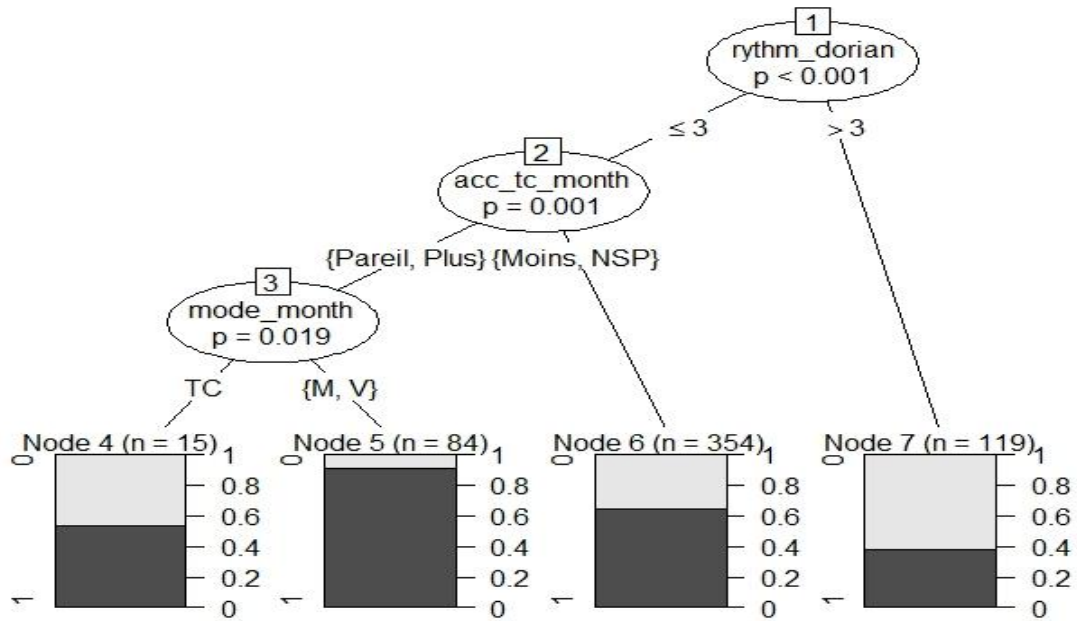 1
rythm_dorian
p < 0.001
≤ 3
> 3
2
acc_tc_month
p = 0.001
{Pareil, Plus}
{Moins, NSP}
3
mode_month
p = 0.019
TC
{M, V}
Node 4 (n = 15)
0
1
1
0.8
0.6
0.4
0.2
0
Node 5 (n = 84)
0
1
1
0.8
0.6
0.4
0.2
0
Node 6 (n = 354)
0
1
1
0.8
0.6
0.4
0.2
0
Node 7 (n = 119)
0
1
1
0.8
0.6
0.4
0.2
0